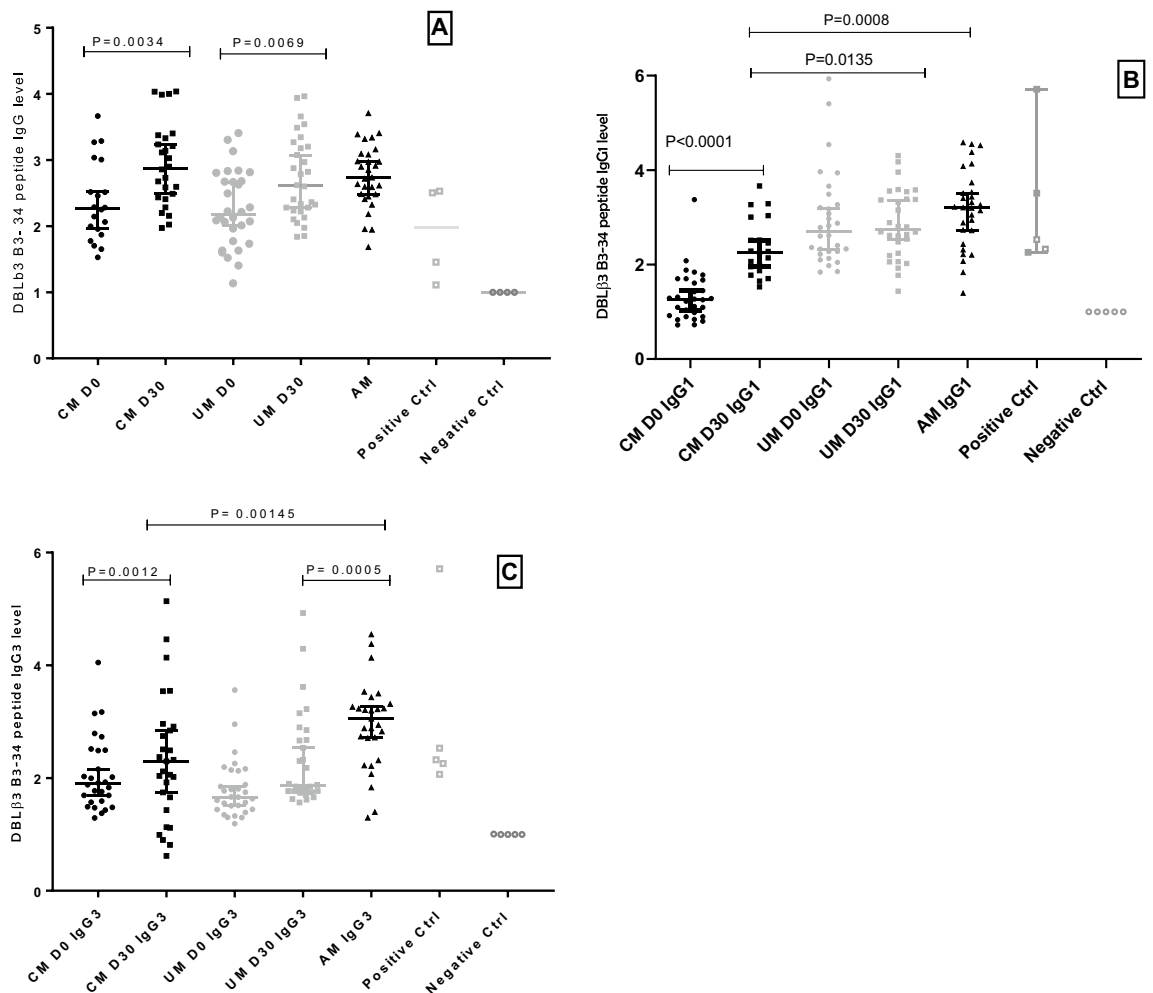 A
P=0.0034
P=0.0069
DBLb3 B3- 34 peptide IgG level
5
4
3
2
1
0
CM D0
CM D30
UM D0
UM D30
AM
Positive Ctrl
Negative Ctrl
P=0.0008
P=0.0135
B
P<0.0001
DBLβ3 B3-34 peptide IgG1 level
6
4
2
0
CM D0 IgG1
CM D30 IgG1
UM D0 IgG1
UM D30 IgG1
AM IgG1
Positive Ctrl
Negative Ctrl
P= 0.00145
C
P=0.0012
P= 0.0005
DBLβ3 B3-34 peptide IgG3 level
6
4
2
0
CM D0 IgG3
CM D30 IgG3
UM D0 IgG3
UM D30 IgG3
AM IgG3
Positive Ctrl
Negative Ctrl